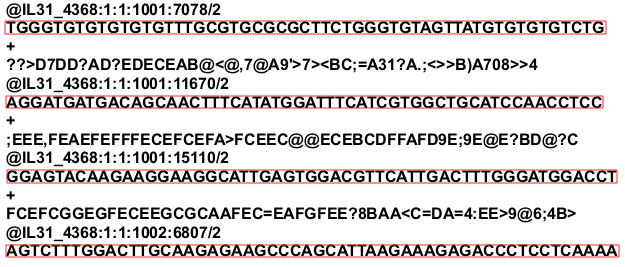 @IL31_4368:1:1:1001:7078/2
TGGGTGTGTGTGTGTTTGCGTGCGCGCTTCTGGGTGTAGTTATGTGTGTGTCTG
+
??>D7DD?AD?EDECEAB@<@,7@A9'>7><BC;=A31?A.;<>>B)A708>>4
@IL31_4368:1:1:1001:11670/2
AGGATGATGACAGCAACTTTCATATGGATTTCATCGTGGCTGCATCCAACCTCC
+
;EEE,FEAEFEFFFECEFCEFA>FCEEC@@ECEBCDFFAFD9E;9E@E?BD@?C
@IL31_4368:1:1:1001:15110/2
GGAGTACAAGAAGGAAGGCATTGAGTGGACGTTCATTGACTTTGGGATGGACCT
+
FCEFCGGEGFECEEGCGCAAFEC=EAFGFEE?8BAA<C=DA=4:EE>9@6;4B>
@IL31_4368:1:1:1002:6807/2
AGTCTTTGGACTTGCAAGAGAAGCCCAGCATTAAGAAAGAGACCCTCCTCAAAA